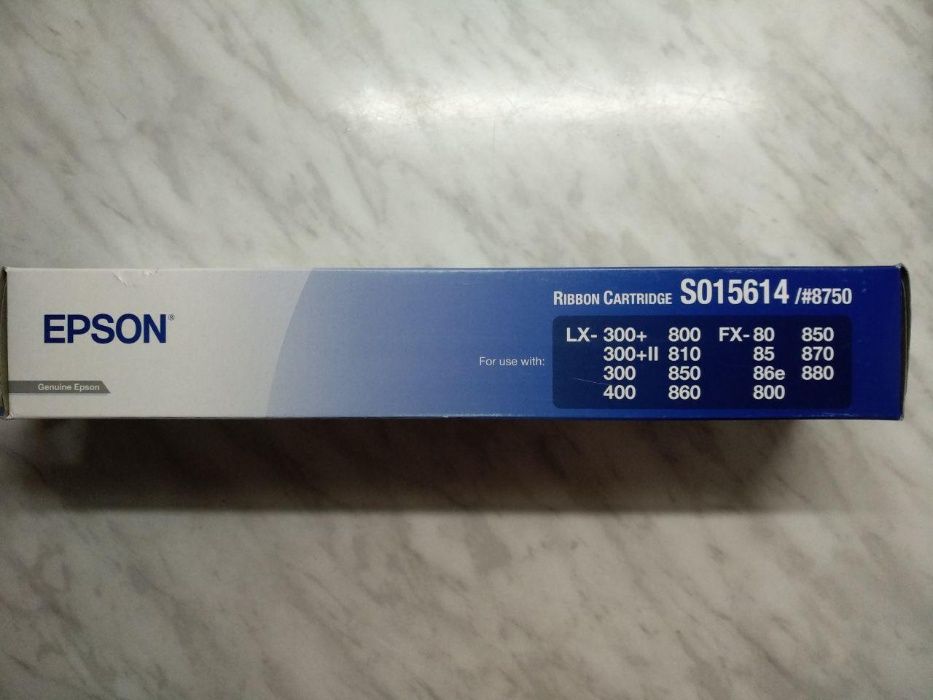 EPSON®
Genuine Epson
RIBBON CARTRIDGE S015614 /#8750
For use with:
LX- 300+ 800 FX- 80 850
300+II 810 85 870
300 850 86e 880
400 860 800